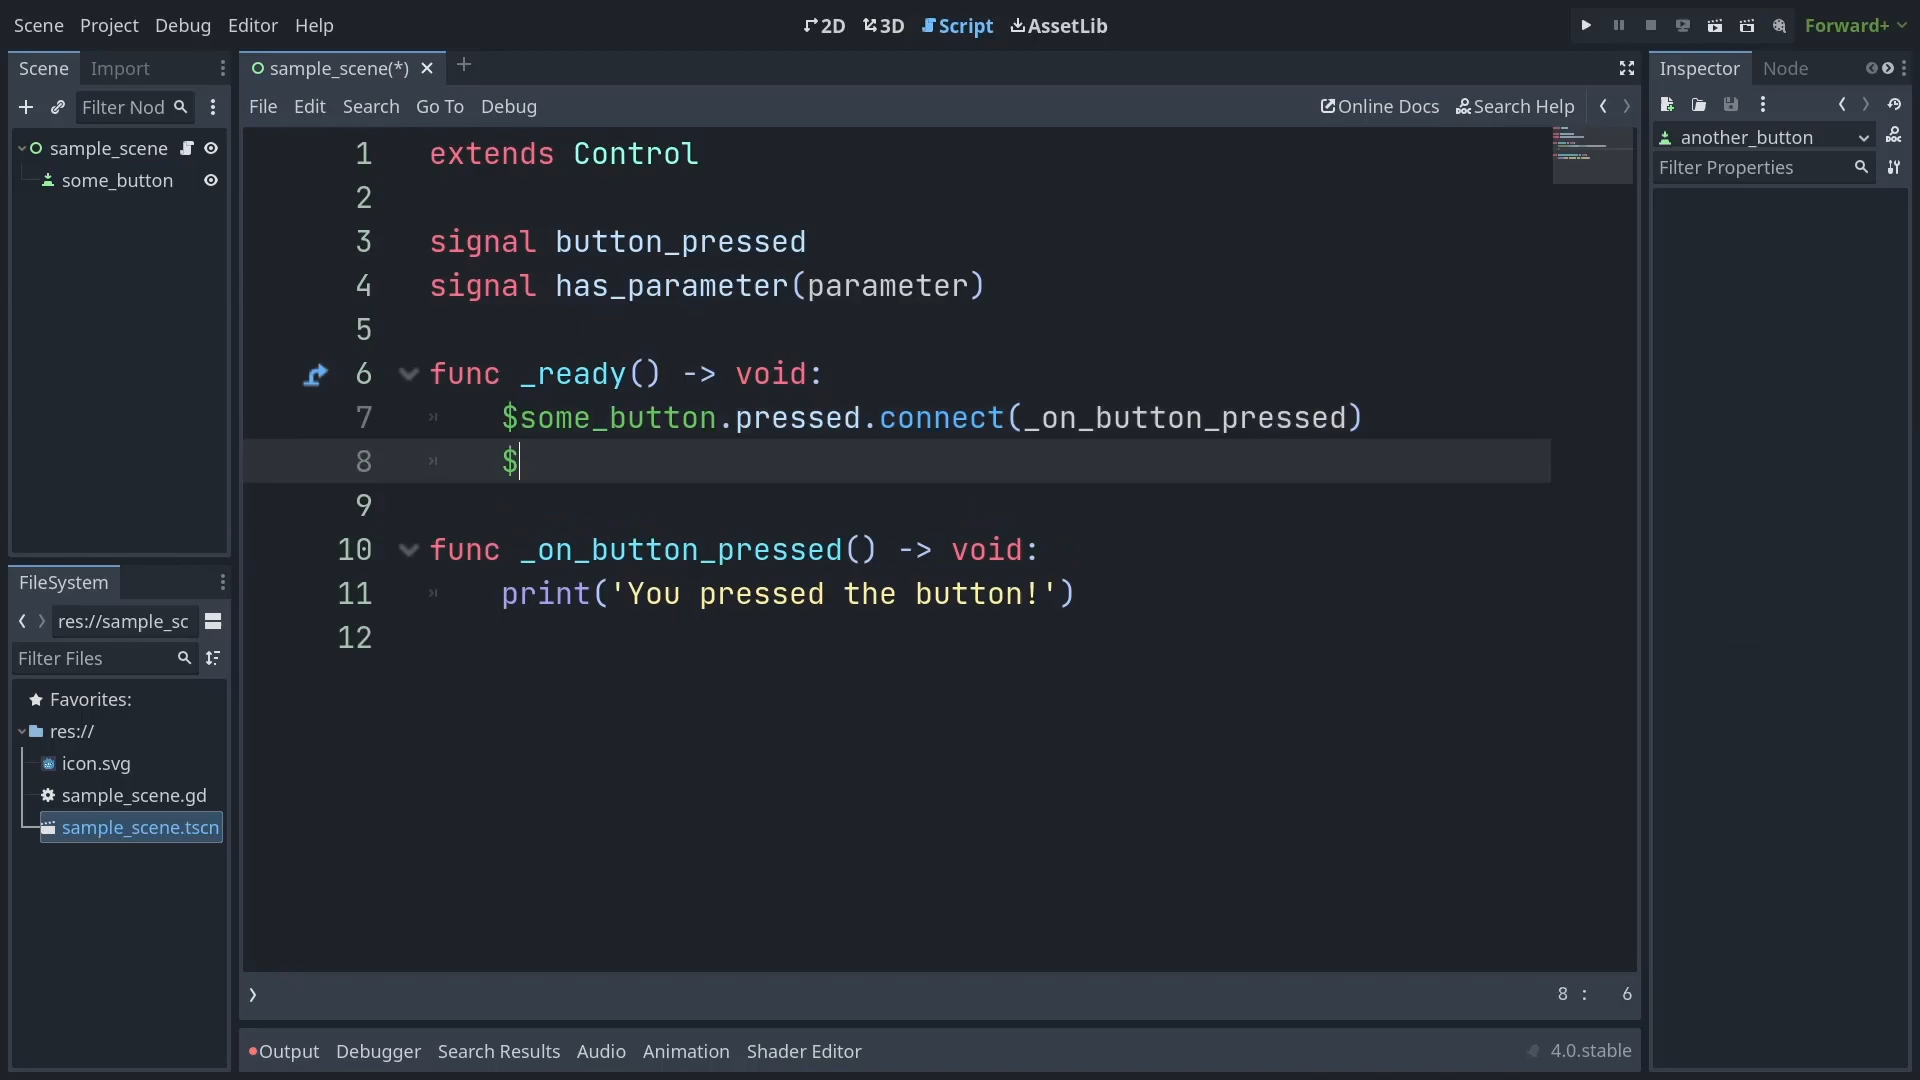 Scene Project Debug Editor Help
2D 3D Script AssetLib
Forward+
Scene Import
Filter Nod
sample_scene
some_button
FileSystem
res://sample_sc
Filter Files
Favorites:
res://
icon.svg
sample_scene.gd
sample_scene.tscn
sample_scene(*)
File Edit Search Go To Debug
Online Docs Search Help
1 extends Control
2
3 signal button_pressed
4 signal has_parameter(parameter)
5
6 func _ready() -> void:
7 $some_button.pressed.connect(_on_button_pressed)
8 $
9
10 func _on_button_pressed() -> void:
11 print('You pressed the button!')
12
8 : 6
Output Debugger Search Results Audio Animation Shader Editor
4.0.stable
Inspector Node
another_button
Filter Properties